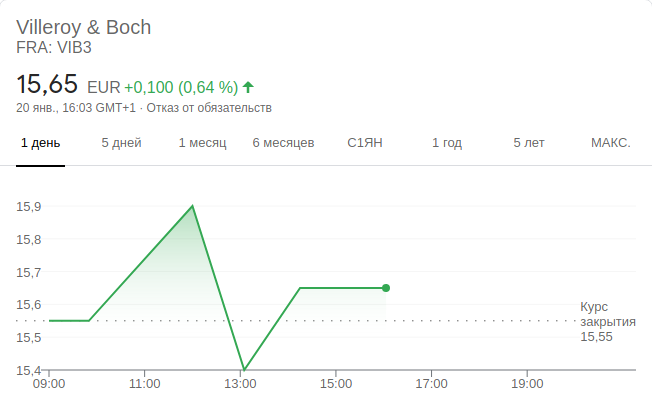 Villeroy & Boch
FRA: VIB3
15,65 EUR +0,100 (0,64 %)
20 янв., 16:03 GMT+1 · Отказ от обязательств
1 день 5 дней 1 месяц 6 месяцев С1ЯН 1 год 5 лет МАКС.
15,9
15,8
15,7
15,6
15,5
15,4
Курс
закрытия
15,55
09:00 11:00 13:00 15:00 17:00 19:00